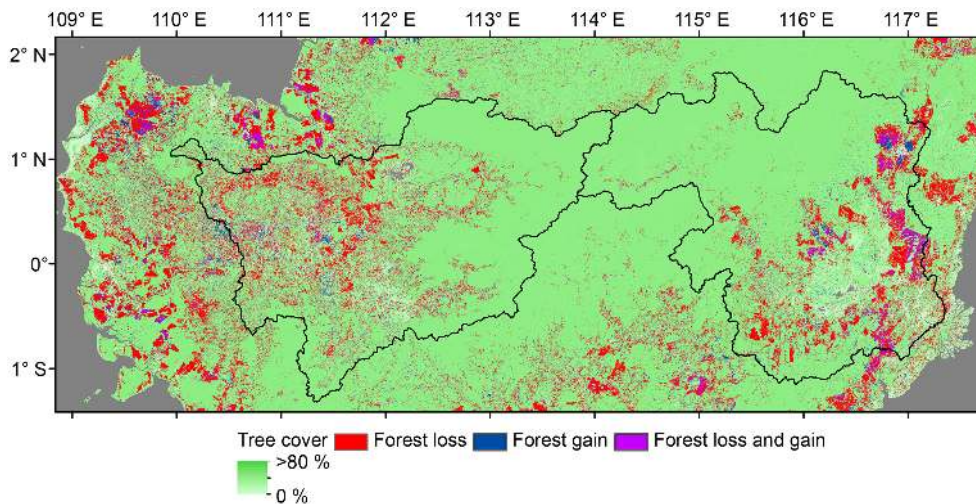 109° E 110° E 111° E 112° E 113° E 114° E 115° E 116° E 117° E
2° N
1° N
0°
1° S
Tree cover Forest loss Forest gain Forest loss and gain
>80 %
0 %